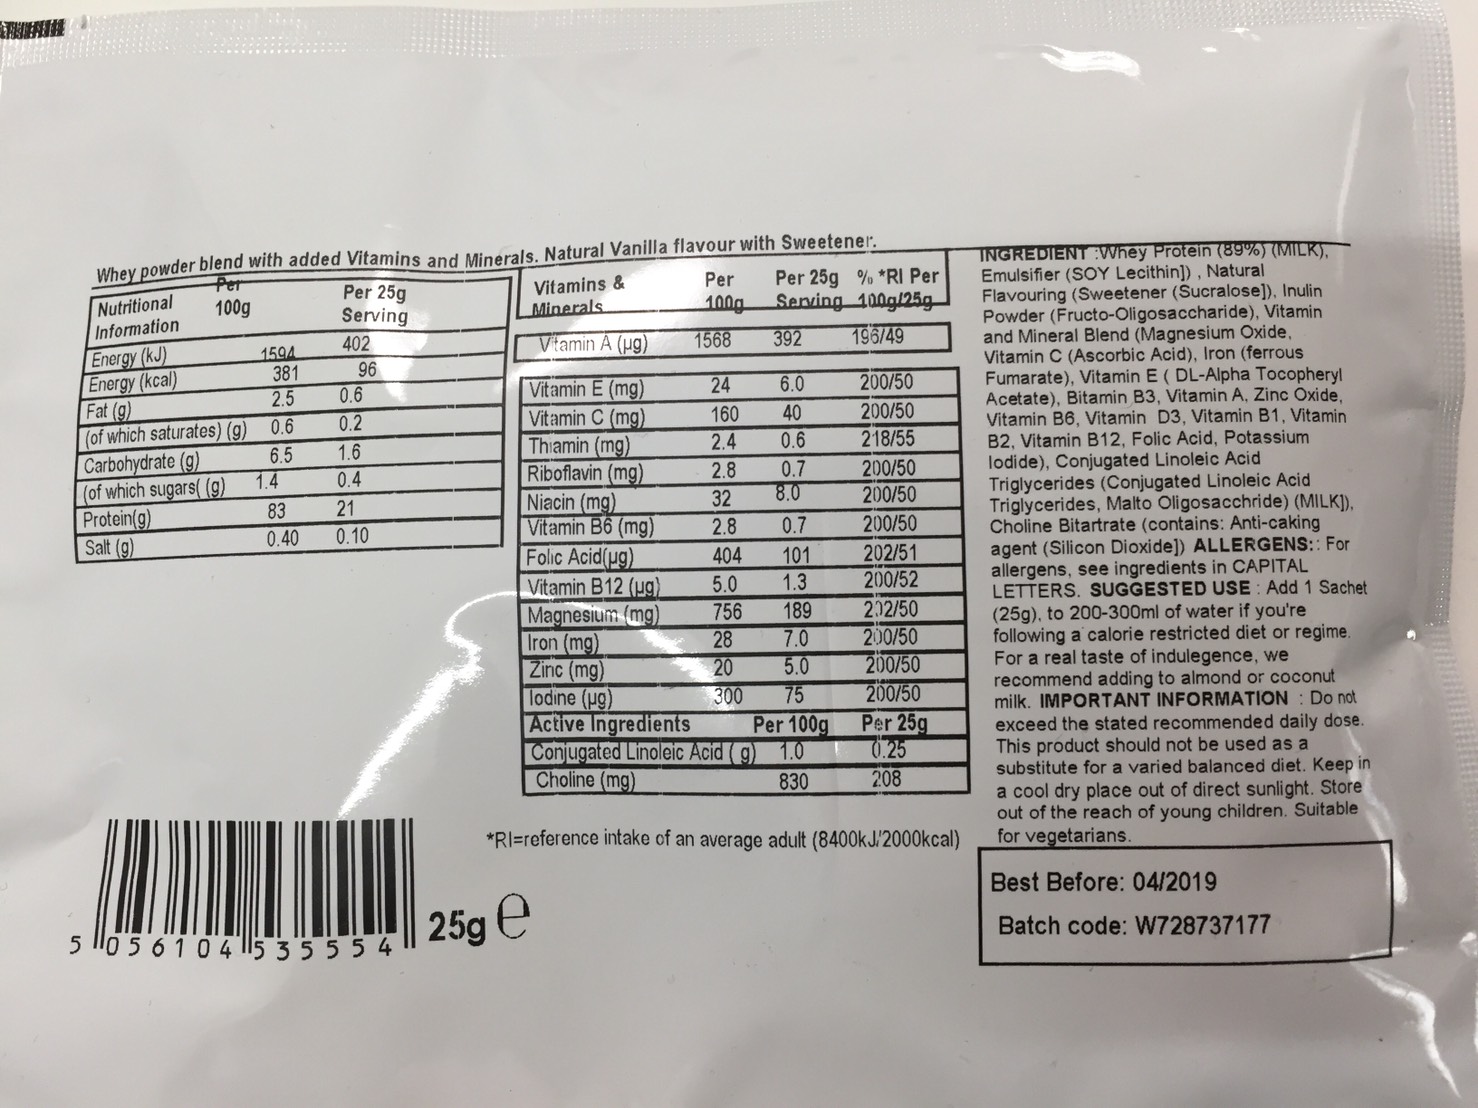 Whey powder blend with added Vitamins and Minerals. Natural Vanilla flavour with Sweetener.
Nutritional Information Per 100g Per 25g Serving
Energy (kJ) 1594 402
Energy (kcal) 381 96
Fat (g) 2.5 0.6
(of which saturates) (g) 0.6 0.2
Carbohydrate (g) 6.5 1.6
(of which sugars( (g) 1.4 0.4
Protein(g) 83 21
Salt (g) 0.40 0.10
Vitamins & Minerals Per 100g Per 25g Serving % *RI Per 100g/25g
Vitamin A (µg) 1568 392 196/49
Vitamin E (mg) 24 6.0 200/50
Vitamin C (mg) 160 40 200/50
Thiamin (mg) 2.4 0.6 218/55
Riboflavin (mg) 2.8 0.7 200/50
Niacin (mg) 32 8.0 200/50
Vitamin B6 (mg) 2.8 0.7 200/50
Folic Acid(µg) 404 101 202/51
Vitamin B12 (µg) 5.0 1.3 200/52
Magnesium (mg) 756 189 202/50
Iron (mg) 28 7.0 200/50
Zinc (mg) 20 5.0 200/50
Iodine (µg) 300 75 200/50
Active Ingredients Per 100g Per 25g
Conjugated Linoleic Acid ( g) 1.0 0.25
Choline (mg) 830 208
*RI=reference intake of an average adult (8400kJ/2000kcal)
INGREDIENT :Whey Protein (89%) (MILK),
Emulsifier (SOY Lecithin]) , Natural
Flavouring (Sweetener (Sucralose]), Inulin
Powder (Fructo-Oligosaccharide), Vitamin
and Mineral Blend (Magnesium Oxide,
Vitamin C (Ascorbic Acid), Iron (ferrous
Fumarate), Vitamin E ( DL-Alpha Tocopheryl
Acetate), Bitamin B3, Vitamin A, Zinc Oxide,
Vitamin B6, Vitamin D3, Vitamin B1, Vitamin
B2, Vitamin B12, Folic Acid, Potassium
Iodide), Conjugated Linoleic Acid
Triglycerides (Conjugated Linoleic Acid
Triglycerides, Malto Oligosacchride) (MILK]),
Choline Bitartrate (contains: Anti-caking
agent (Silicon Dioxide]) ALLERGENS:: For
allergens, see ingredients in CAPITAL
LETTERS. SUGGESTED USE : Add 1 Sachet
(25g), to 200-300ml of water if you're
following a calorie restricted diet or regime.
For a real taste of indulegence, we
recommend adding to almond or coconut
milk. IMPORTANT INFORMATION : Do not
exceed the stated recommended daily dose.
This product should not be used as a
substitute for a varied balanced diet. Keep in
a cool dry place out of direct sunlight. Store
out of the reach of young children. Suitable
for vegetarians.
Best Before: 04/2019
Batch code: W728737177
5 056104 535554
25g e